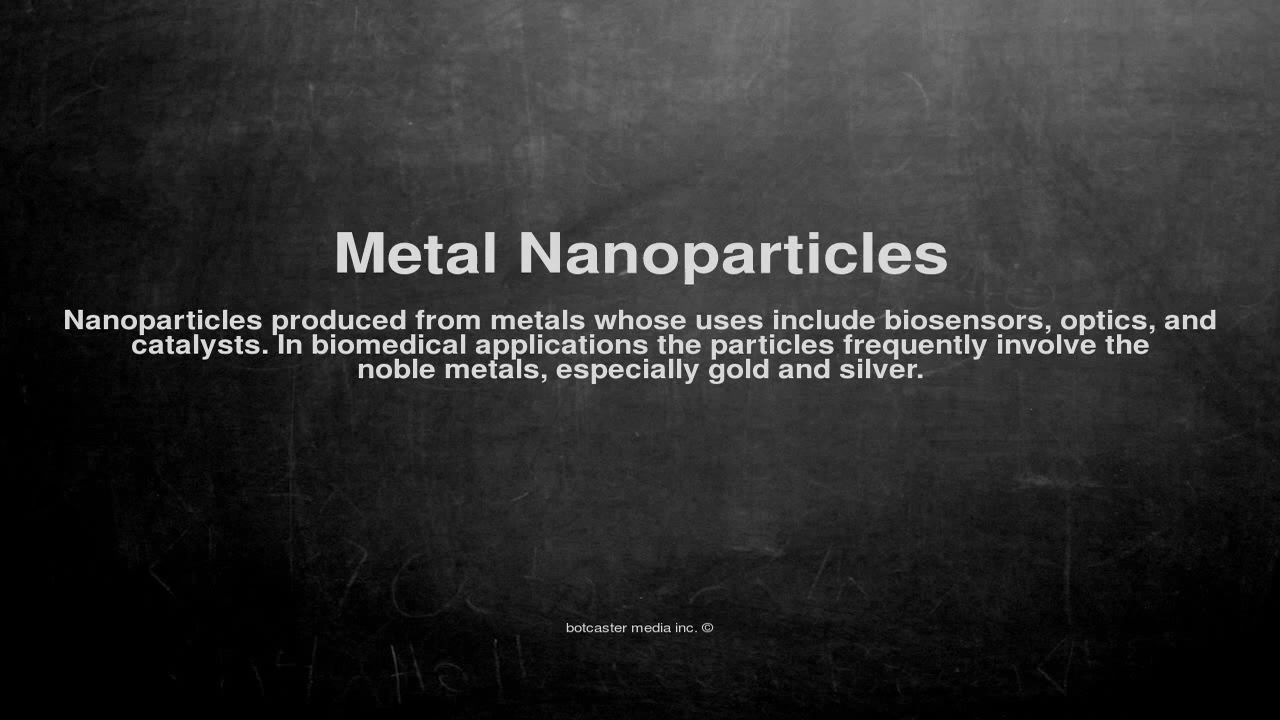 Metal Nanoparticles
Nanoparticles produced from metals whose uses include biosensors, optics, and
catalysts. In biomedical applications the particles frequently involve the
noble metals, especially gold and silver.
botcaster media inc. ©